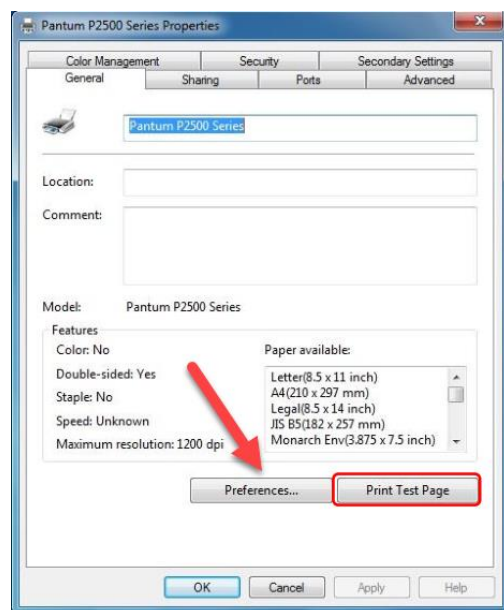 Pantum P2500 Series Properties
Color Management Security Secondary Settings
General Sharing Ports Advanced
Pantum P2500 Series
Location:
Comment:
Model: Pantum P2500 Series
Features
Color: No
Double-sided: Yes
Staple: No
Speed: Unknown
Maximum resolution: 1200 dpi
Paper available:
Letter(8.5 x 11 inch)
A4(210 x 297 mm)
Legal(8.5 x 14 inch)
JIS B5(182 x 257 mm)
Monarch Env(3.875 x 7.5 inch)
Preferences... Print Test Page
OK Cancel Apply Help